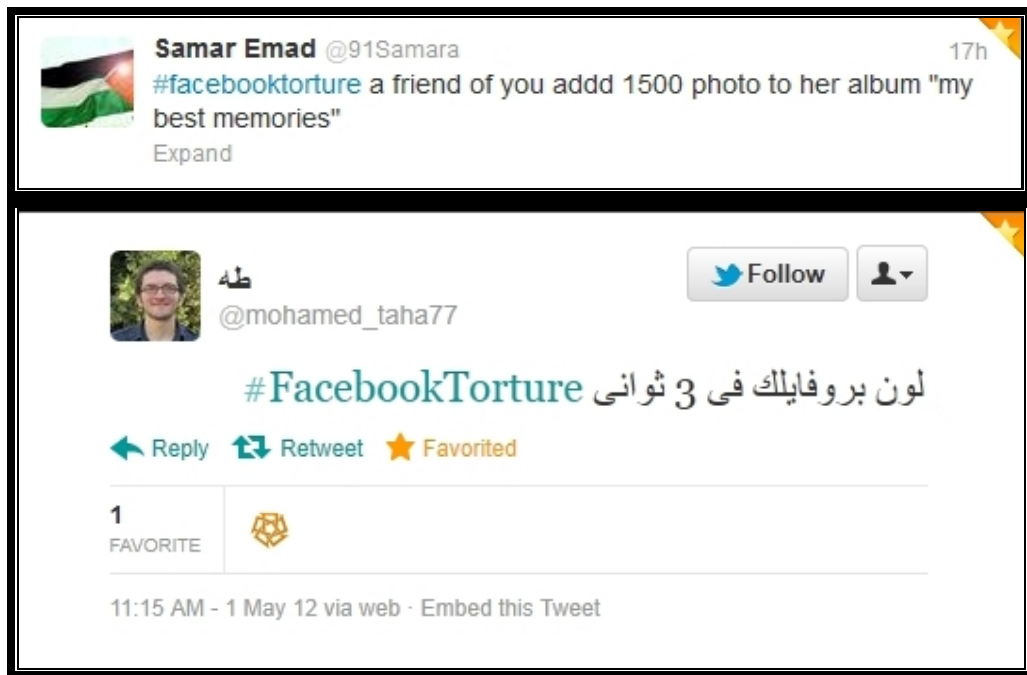 Samar Emad @91Samara 17h
#facebooktorture a friend of you addd 1500 photo to her album "my
best memories"
Expand
طه
@mohamed_taha77
Follow
لون بروفايلك فى 3 ثوانى #FacebookTorture
Reply Retweet Favorited
1
FAVORITE
11:15 AM - 1 May 12 via web · Embed this Tweet